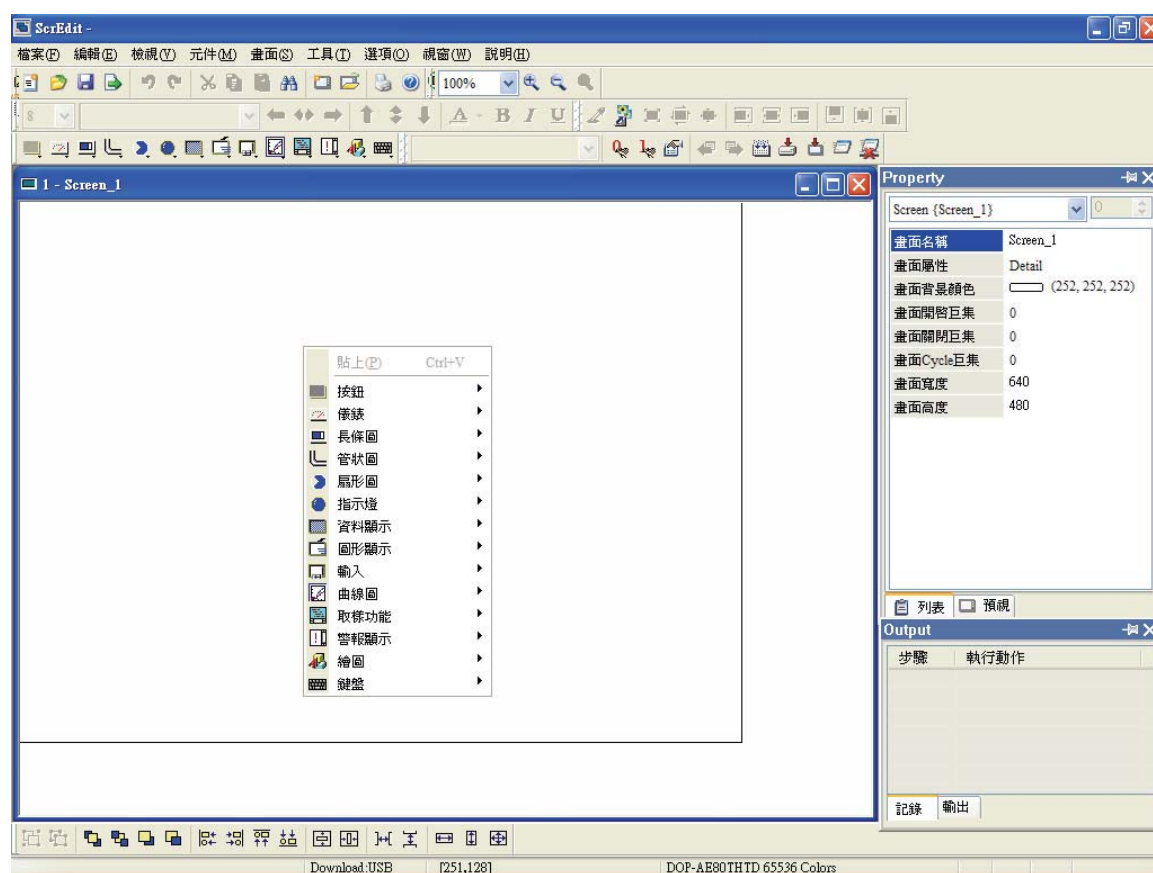 ScrEdit -
檔案(F) 編輯(E) 檢視(V) 元件(M) 畫面(S) 工具(T) 選項(O) 視窗(W) 說明(H)
100%
8 A B I U
1 - Screen_1
貼上(P) Ctrl+V
按鈕
儀錶
長條圖
管狀圖
扇形圖
指示燈
資料顯示
圖形顯示
輸入
曲線圖
取樣功能
警報顯示
繪圖
鍵盤
Property
Screen {Screen_1} 0
畫面名稱 Screen_1
畫面屬性 Detail
畫面背景顏色 (252, 252, 252)
畫面開啓巨集 0
畫面關閉巨集 0
畫面Cycle巨集 0
畫面寬度 640
畫面高度 480
列表 預視
Output
步驟 執行動作
記錄 輸出
Download:USB [251,128] DOP-AE80THTD 65536 Colors